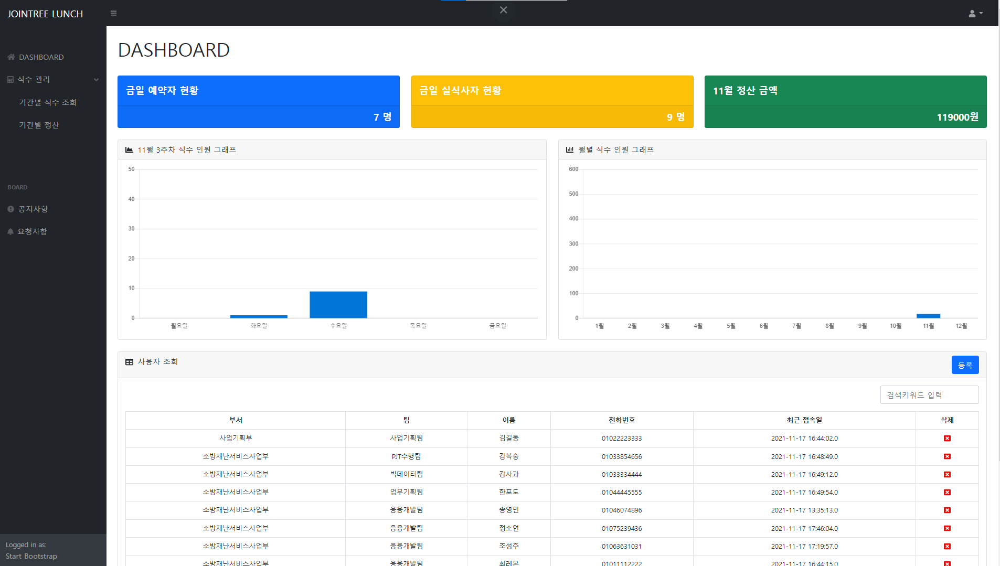 JOINTREE LUNCH
DASHBOARD
식수 관리
기간별 식수 조회
기간별 정산
BOARD
공지사항
요청사항
Logged in as:
Start Bootstrap
DASHBOARD
금일 예약자 현황
7 명
금일 실식사자 현황
9 명
11월 정산 금액
119000원
11월 3주차 식수 인원 그래프
50
40
30
20
10
0
월요일 화요일 수요일 목요일 금요일
월별 식수 인원 그래프
600
500
400
300
200
100
0
1월 2월 3월 4월 5월 6월 7월 8월 9월 10월 11월 12월
사용자 조회
등록
검색키워드 입력
부서 팀 이름 전화번호 최근 접속일 삭제
사업기획부 사업기획팀 김길동 01022223333 2021-11-17 16:44:02.0
소방재난서비스사업부 PJT수행팀 강복숭 01033854656 2021-11-17 16:48:49.0
소방재난서비스사업부 빅데이터팀 강사과 01033334444 2021-11-17 16:49:12.0
소방재난서비스사업부 업무기획팀 한포도 01044445555 2021-11-17 16:49:54.0
소방재난서비스사업부 응용개발팀 송영민 01046074896 2021-11-17 13:35:13.0
소방재난서비스사업부 응용개발팀 정소연 01075239436 2021-11-17 17:46:04.0
소방재난서비스사업부 응용개발팀 조성주 01063631031 2021-11-17 17:19:57.0
소방재난서비스사업부 응용개발팀 최레몬 01011112222 2021-11-17 16:44:15.0